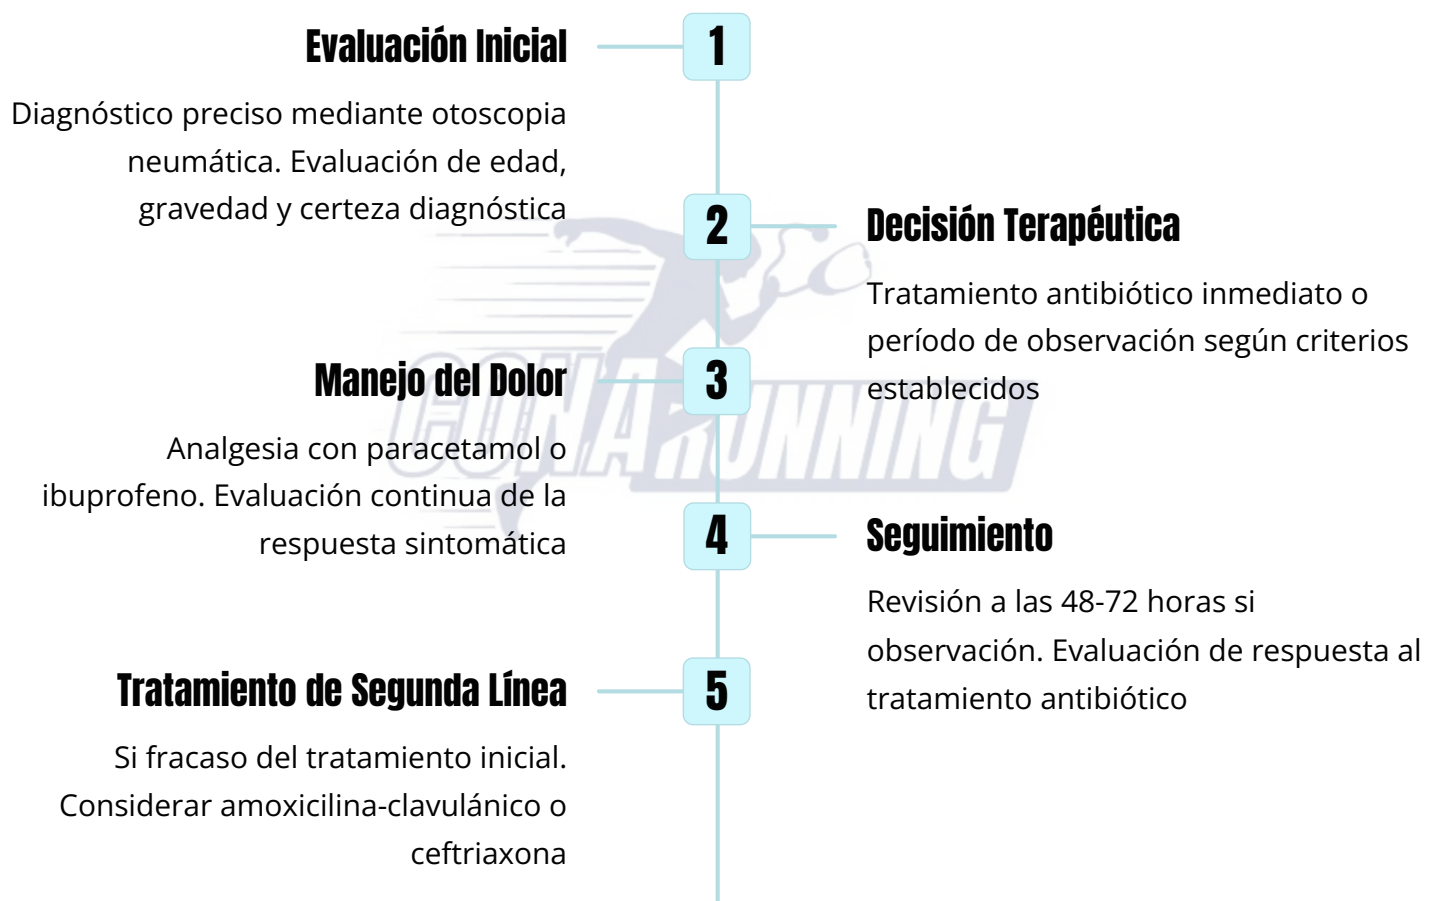 Evaluación Inicial
1
Diagnóstico preciso mediante otoscopia
neumática. Evaluación de edad,
gravedad y certeza diagnóstica
2
Decisión Terapéutica
Tratamiento antibiótico inmediato o
período de observación según criterios
establecidos
Manejo del Dolor
3
Analgesia con paracetamol o
ibuprofeno. Evaluación continua de la
respuesta sintomática
CONARUNNING
4
Seguimiento
Revisión a las 48-72 horas si
observación. Evaluación de respuesta al
tratamiento antibiótico
Tratamiento de Segunda Línea
5
Si fracaso del tratamiento inicial.
Considerar amoxicilina-clavulánico o
ceftriaxona